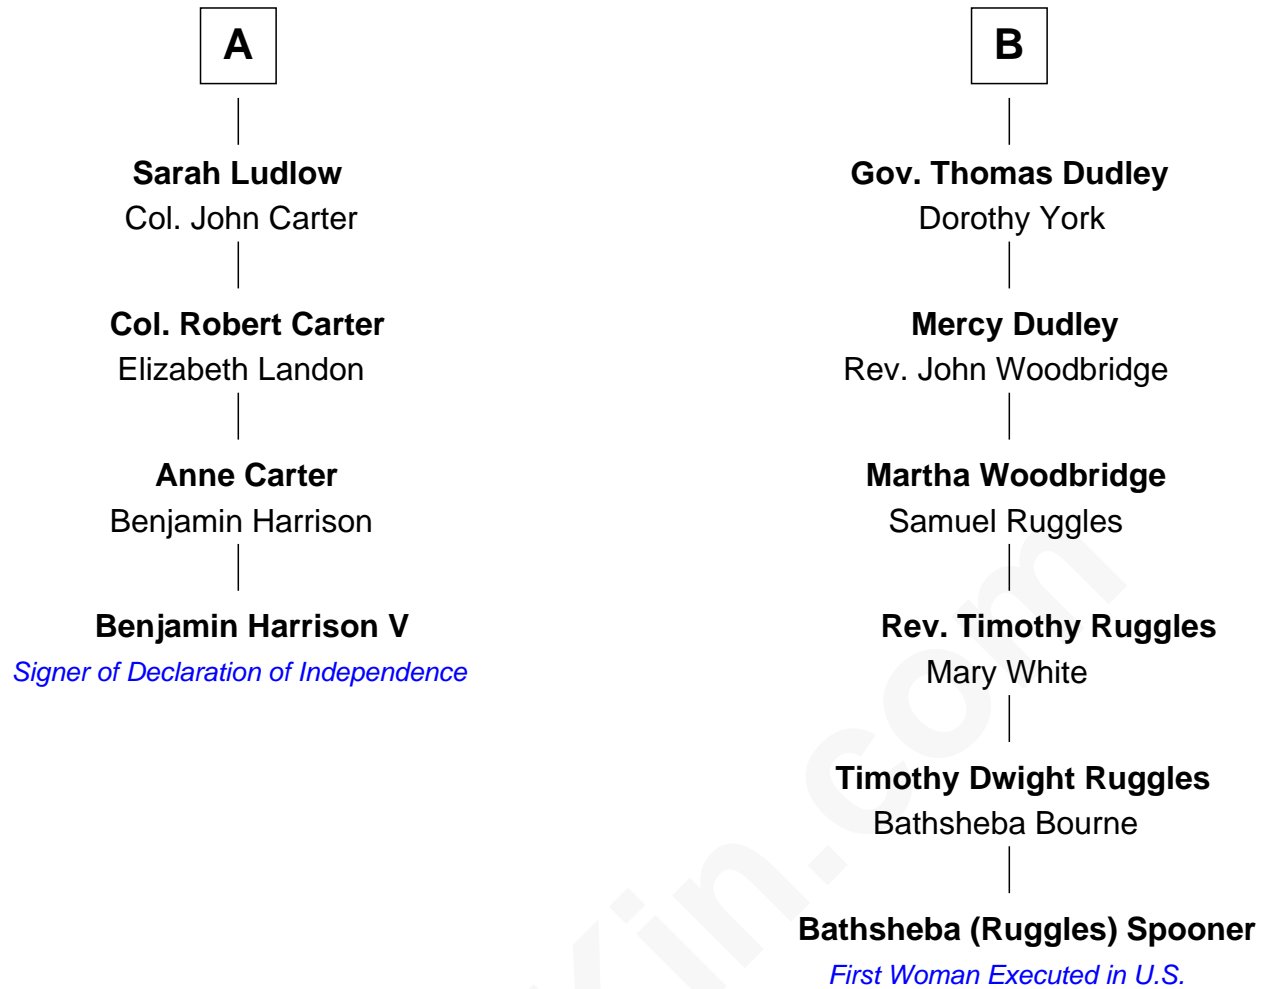 A
Sarah Ludlow
Col. John Carter
Col. Robert Carter
Elizabeth Landon
Anne Carter
Benjamin Harrison
Benjamin Harrison V
Signer of Declaration of Independence
B
Gov. Thomas Dudley
Dorothy York
Mercy Dudley
Rev. John Woodbridge
Martha Woodbridge
Samuel Ruggles
Rev. Timothy Ruggles
Mary White
Timothy Dwight Ruggles
Bathsheba Bourne
Bathsheba (Ruggles) Spooner
First Woman Executed in U.S.